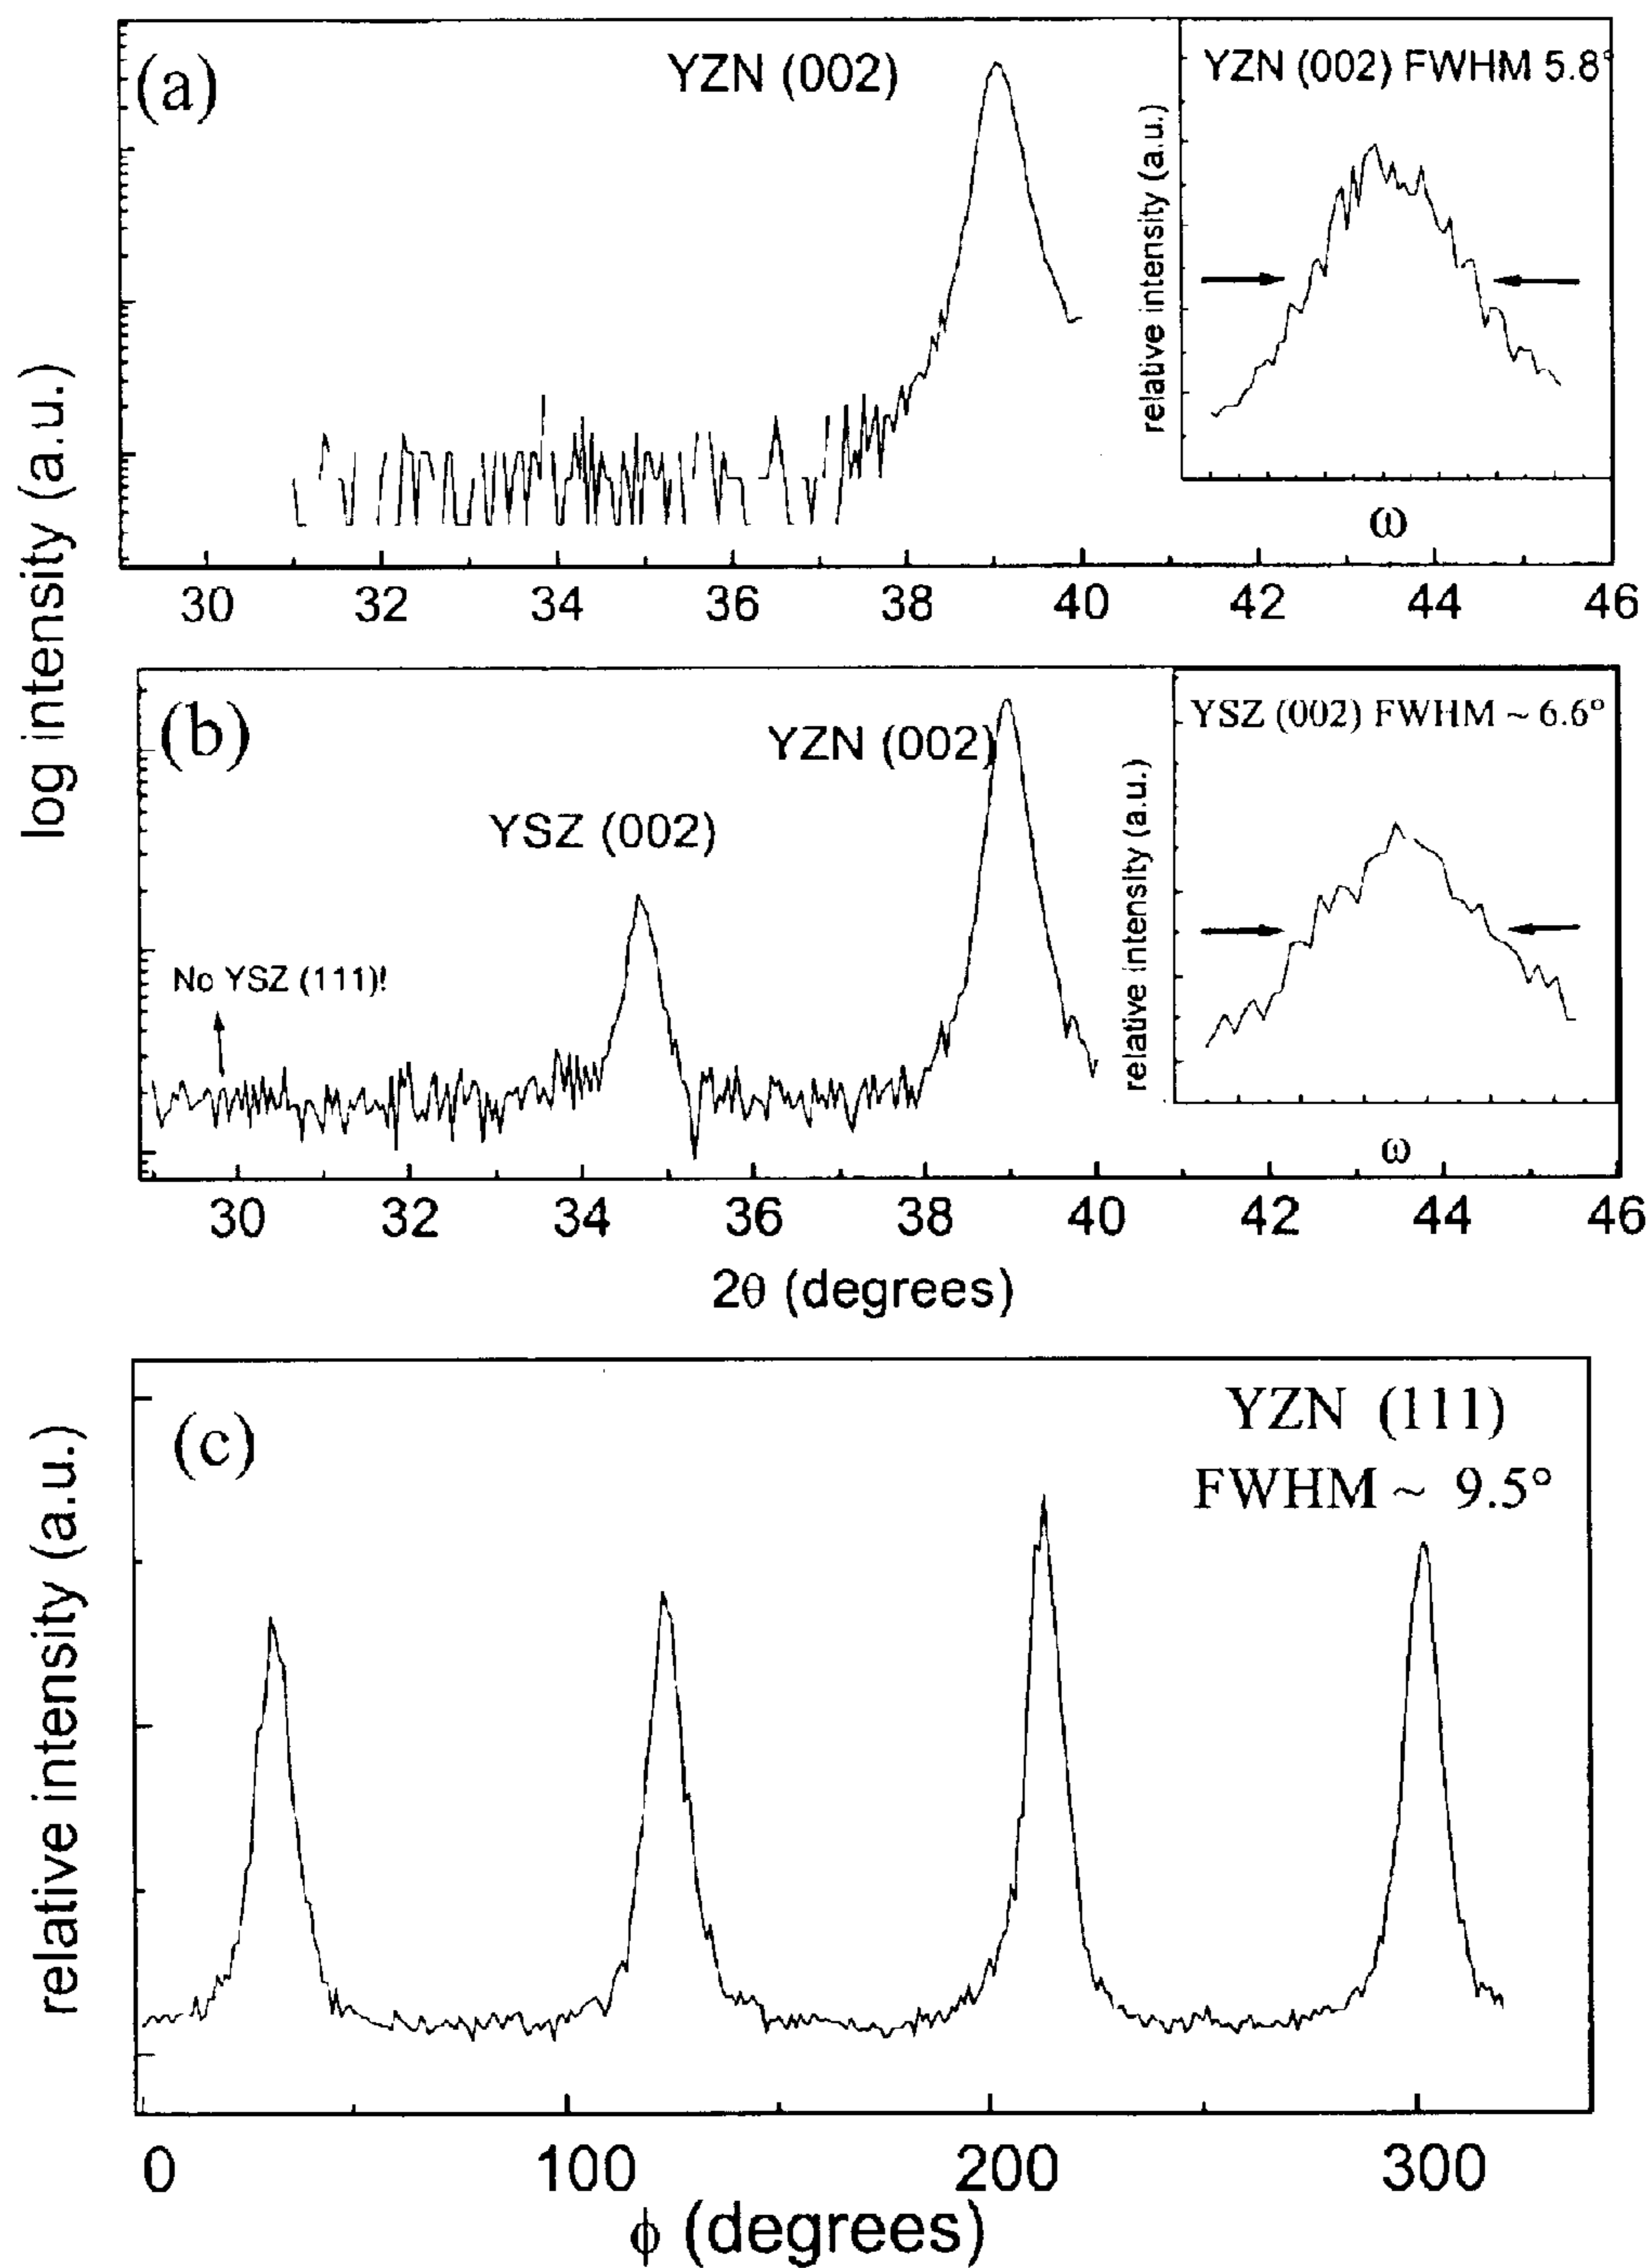 log intensity (a.u.)
(a)
YZN (002)
YZN (002) FWHM 5.8°
relative intensity (a.u.)
ω
30 32 34 36 38 40 42 44 46
(b)
YZN (002)
YSZ (002)
No YSZ (111)!
YSZ (002) FWHM ~ 6.6°
relative intensity (a.u.)
ω
30 32 34 36 38 40 42 44 46
2θ (degrees)
(c)
YZN (111)
FWHM ~ 9.5°
relative intensity (a.u.)
0 100 200 300
ϕ (degrees)